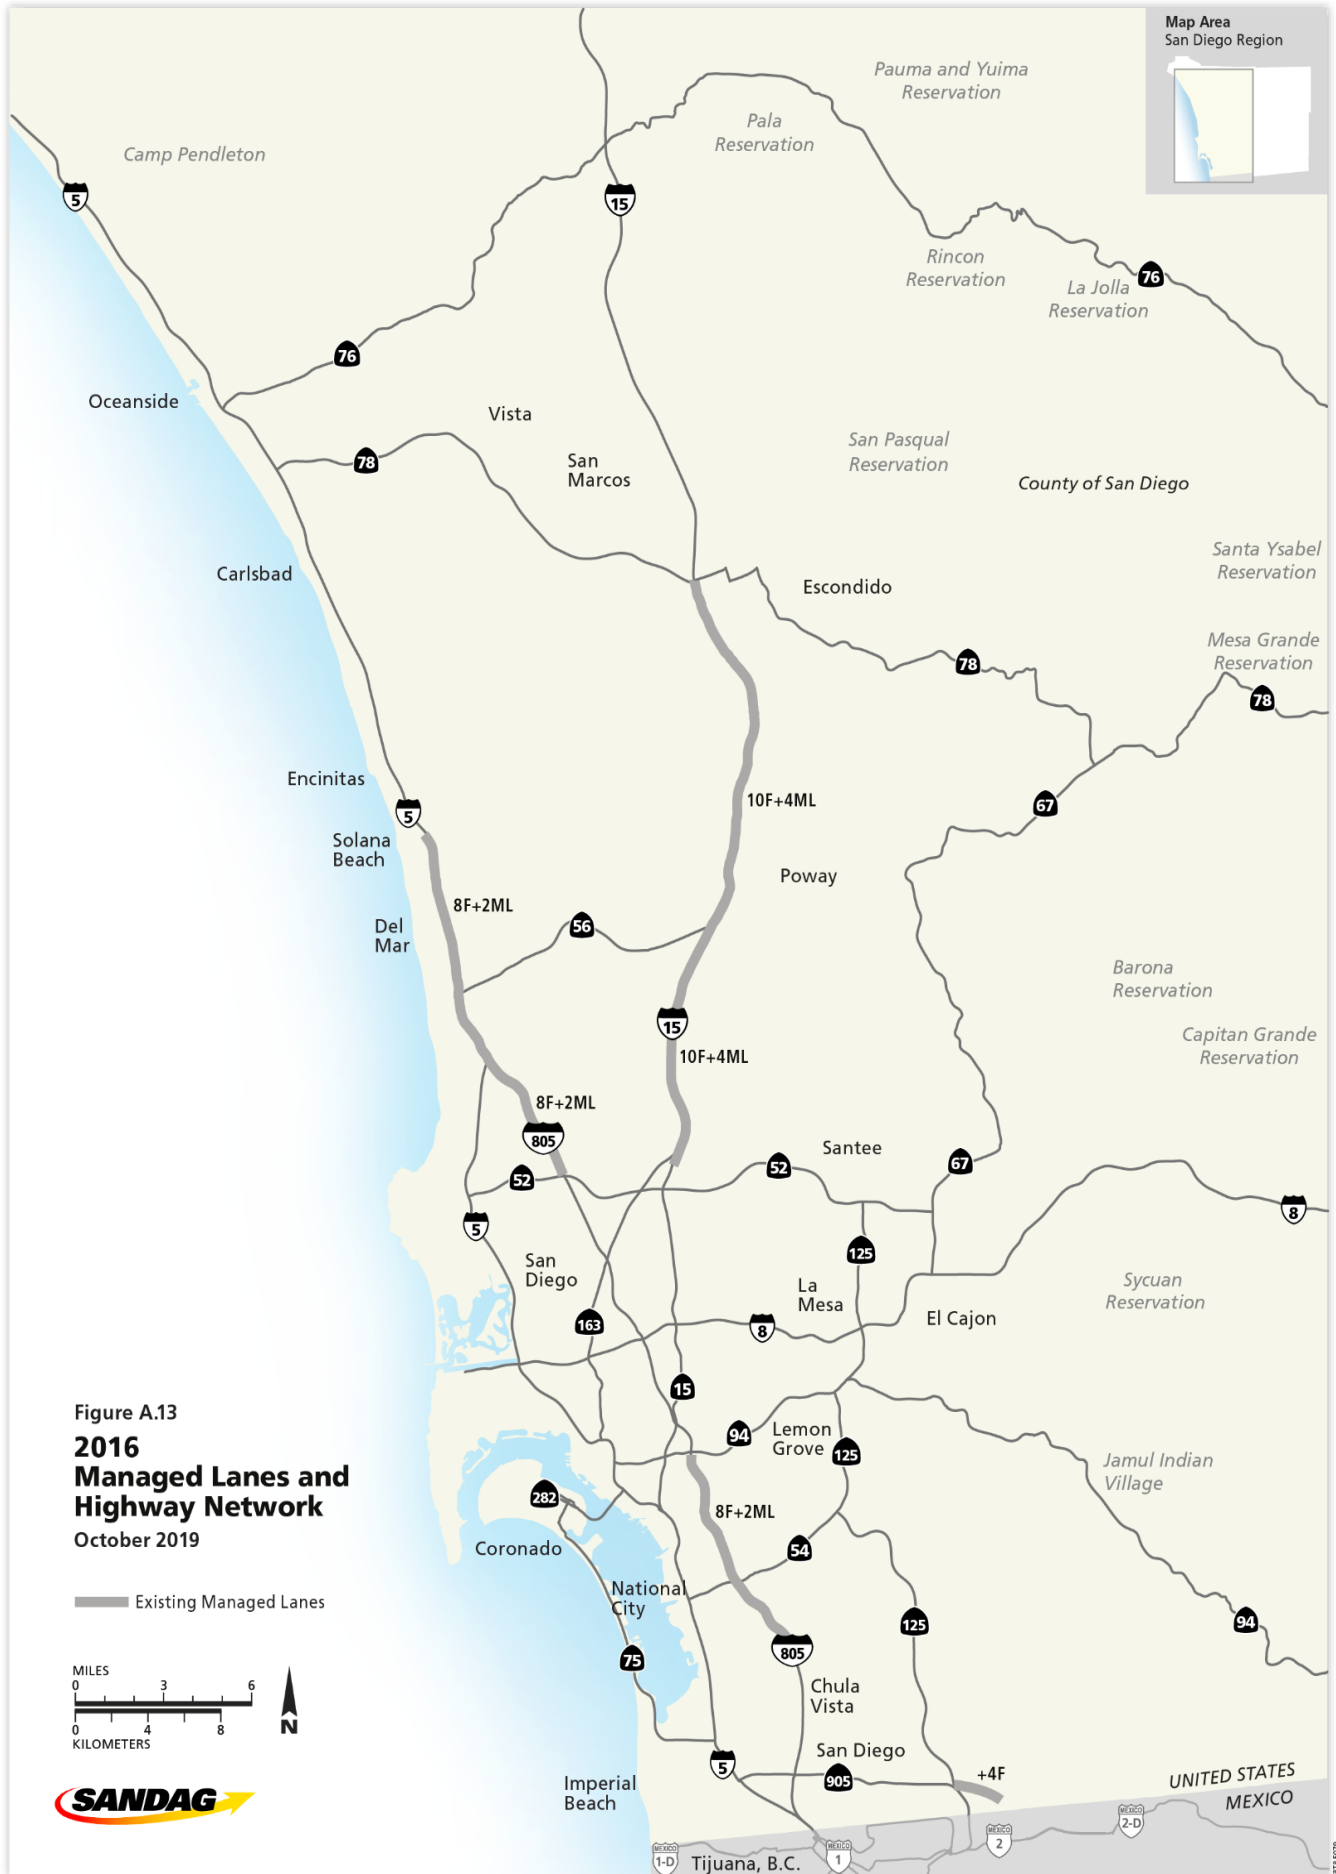 Map Area
San Diego Region
Pauma and Yuima
Reservation
Pala
Reservation
Camp Pendleton
5
15
Rincon
Reservation
76
La Jolla
Reservation
76
Oceanside
Vista
San Pasqual
Reservation
78
San
Marcos
County of San Diego
Santa Ysabel
Reservation
Carlsbad
Escondido
Mesa Grande
Reservation
78
78
Encinitas
10F+4ML
67
5
Solana
Beach
Poway
8F+2ML
56
Del
Mar
Barona
Reservation
15
Capitan Grande
Reservation
10F+4ML
8F+2ML
805
Santee
52
52
67
5
8
125
San
Diego
La
Mesa
Sycuan
Reservation
163
8
El Cajon
15
Figure A.13
2016
Managed Lanes and
Highway Network
October 2019
94
Lemon
Grove
125
Jamul Indian
Village
282
8F+2ML
Coronado
54
National
City
Existing Managed Lanes
125
94
805
75
MILES
0 3 6
0 4 8
KILOMETERS
N
Chula
Vista
San Diego
5
905
+4F
UNITED STATES
MEXICO
SANDAG
Imperial
Beach
MEXICO
2-D
MEXICO
2
MEXICO
1
MEXICO
1-D
Tijuana, B.C.